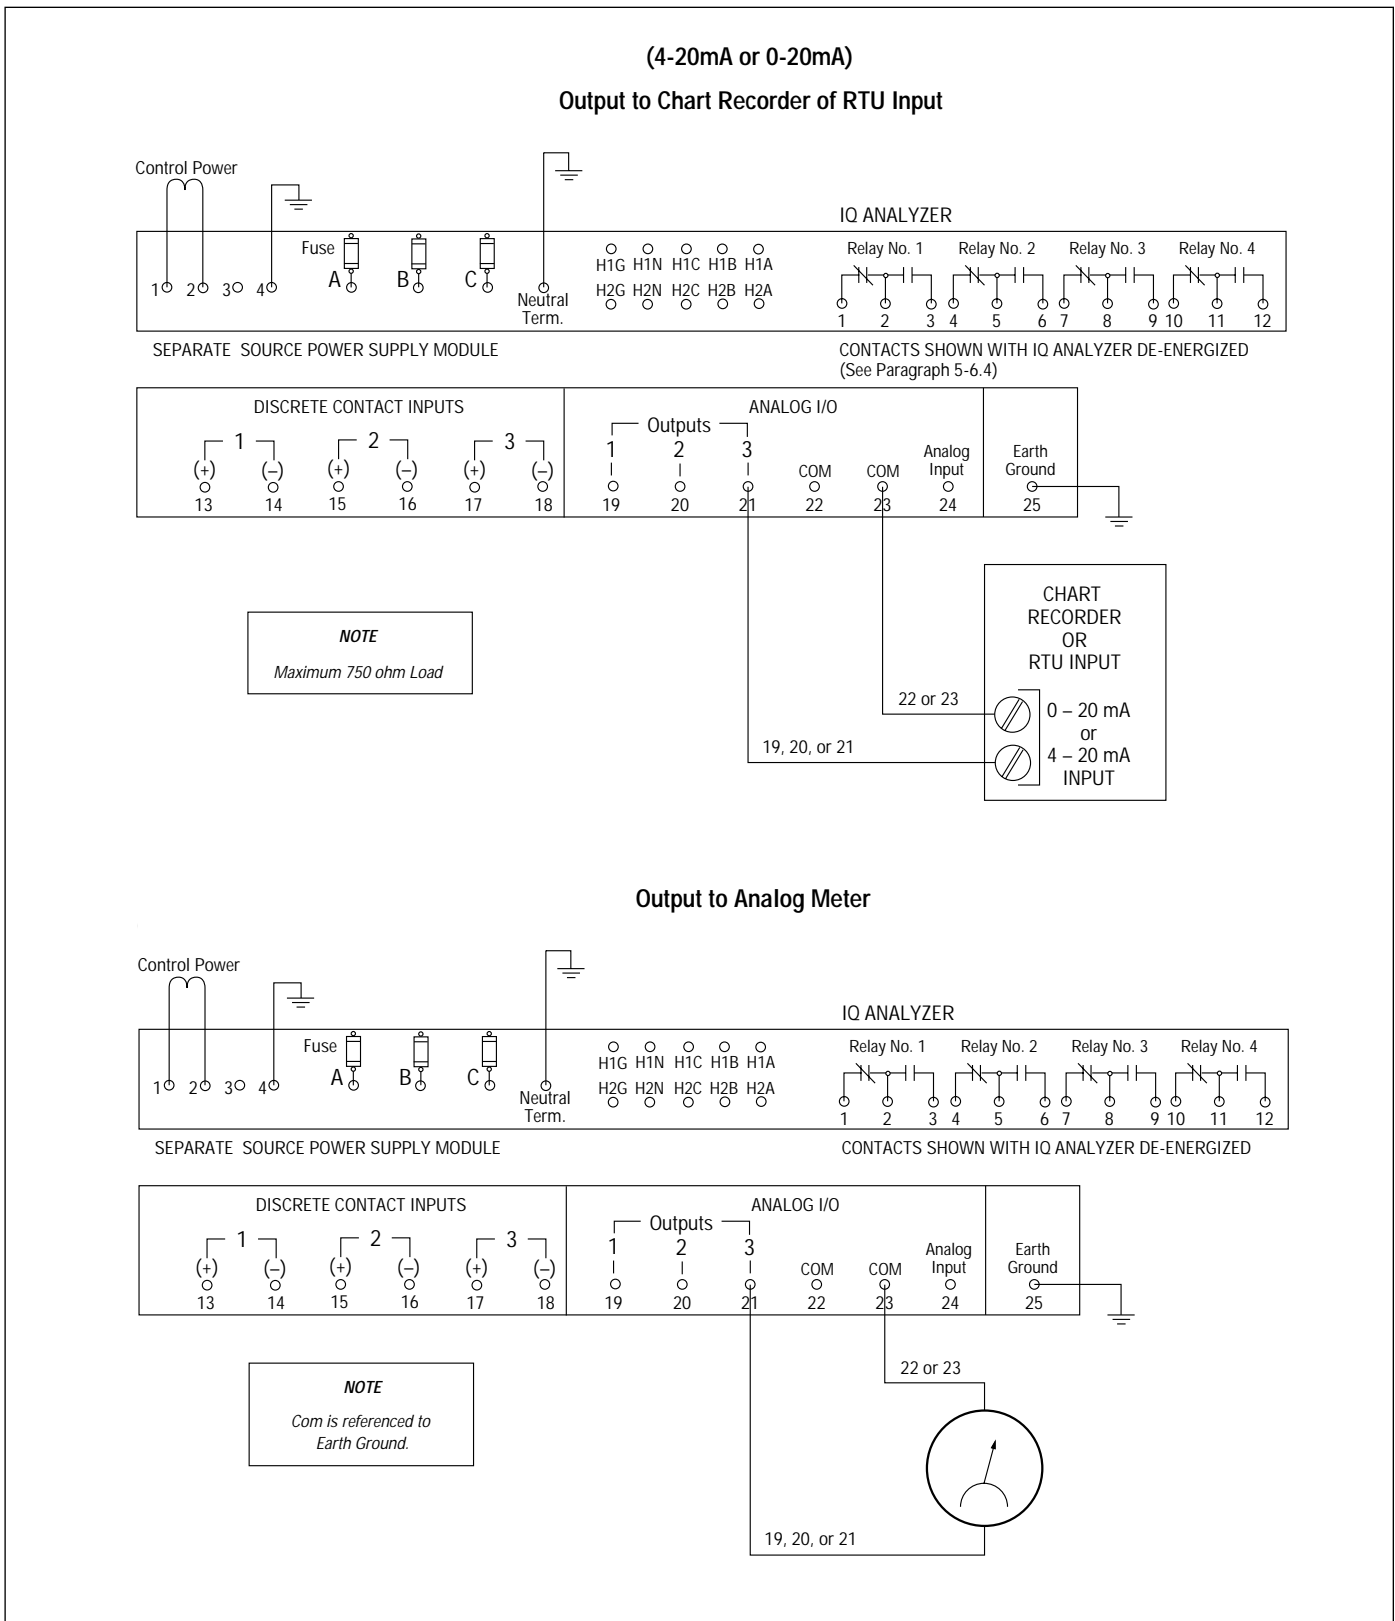 (4-20mA or 0-20mA)
Output to Chart Recorder of RTU Input
Control Power
IQ ANALYZER
Fuse
A B C
1 2 3 4
Neutral
Term.
H1G H1N H1C H1B H1A
H2G H2N H2C H2B H2A
Relay No. 1 Relay No. 2 Relay No. 3 Relay No. 4
1 2 3 4 5 6 7 8 9 10 11 12
SEPARATE SOURCE POWER SUPPLY MODULE
CONTACTS SHOWN WITH IQ ANALYZER DE-ENERGIZED
(See Paragraph 5-6.4)
DISCRETE CONTACT INPUTS
1 2 3
(+) (–) (+) (–) (+) (–)
13 14 15 16 17 18
ANALOG I/O
Outputs
1 2 3
COM COM
Analog
Input
19 20 21 22 23 24
Earth
Ground
25
NOTE
Maximum 750 ohm Load
CHART
RECORDER
OR
RTU INPUT
22 or 23
19, 20, or 21
0 – 20 mA
or
4 – 20 mA
INPUT
Output to Analog Meter
Control Power
IQ ANALYZER
Fuse
A B C
1 2 3 4
Neutral
Term.
H1G H1N H1C H1B H1A
H2G H2N H2C H2B H2A
Relay No. 1 Relay No. 2 Relay No. 3 Relay No. 4
1 2 3 4 5 6 7 8 9 10 11 12
SEPARATE SOURCE POWER SUPPLY MODULE
CONTACTS SHOWN WITH IQ ANALYZER DE-ENERGIZED
DISCRETE CONTACT INPUTS
1 2 3
(+) (–) (+) (–) (+) (–)
13 14 15 16 17 18
ANALOG I/O
Outputs
1 2 3
COM COM
Analog
Input
19 20 21 22 23 24
Earth
Ground
25
NOTE
Com is referenced to
Earth Ground.
22 or 23
19, 20, or 21